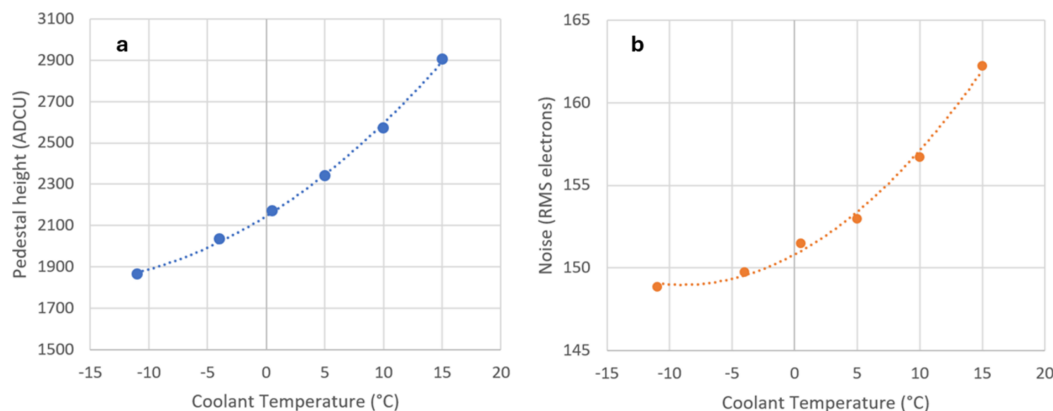 a
Pedestal height (ADCU)
3100
2900
2700
2500
2300
2100
1900
1700
1500
-15 -10 -5 0 5 10 15 20
Coolant Temperature (°C)
b
Noise (RMS electrons)
165
160
155
150
145
-15 -10 -5 0 5 10 15 20
Coolant Temperature (°C)